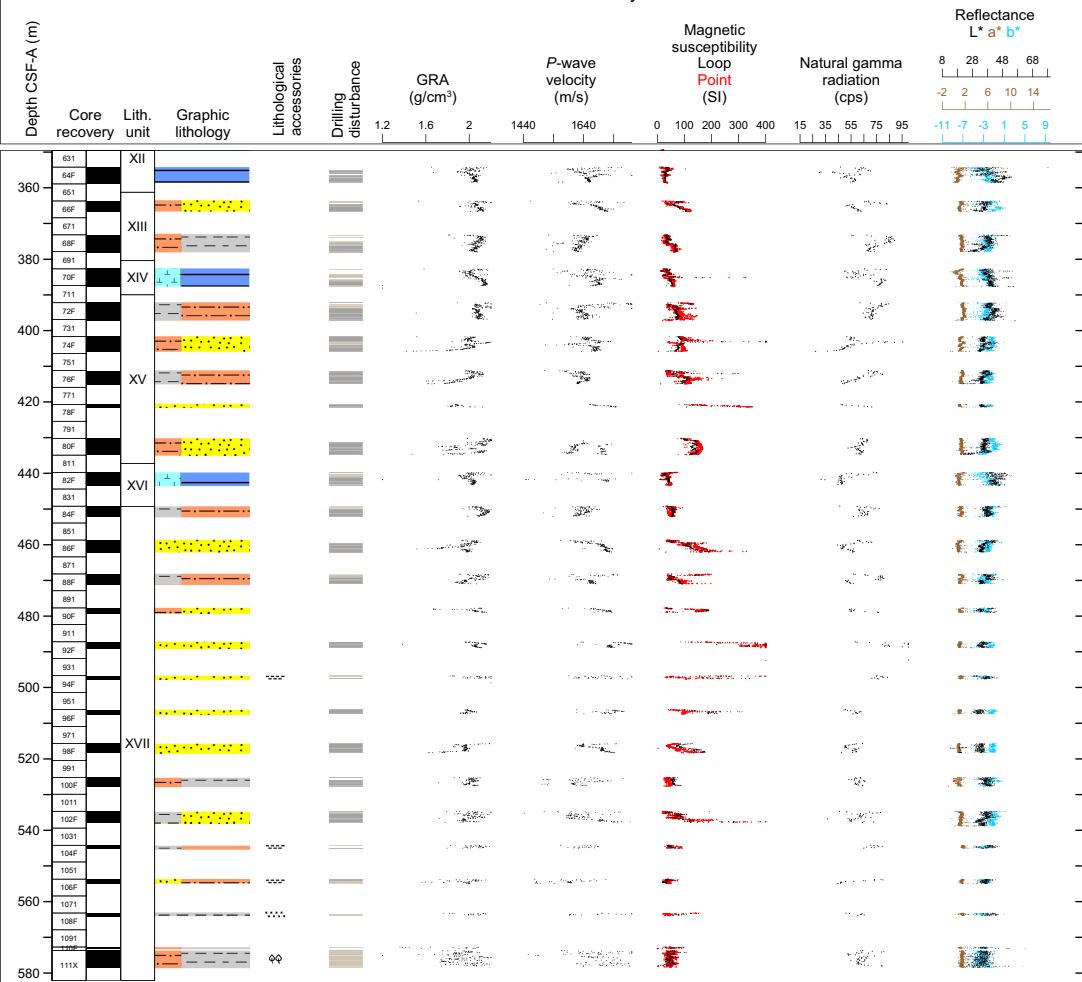 Depth CSF-A (m)
Core
recovery
Lith.
unit
Graphic
lithology
Lithological
accessories
Drilling
disturbance
GRA
(g/cm³)
1.2 1.6 2
P-wave
velocity
(m/s)
1440 1640
Magnetic
susceptibility
Loop
Point
(SI)
0 100 200 300 400
Natural gamma
radiation
(cps)
15 35 55 75 95
Reflectance
L* a* b*
8 28 48 68
-2 2 6 10 14
-11 -7 -3 1 5 9
360
380
400
420
440
460
480
500
520
540
560
580
631
64F
651
66F
671
68F
691
70F
711
72F
731
74F
751
76F
771
78F
791
80F
811
82F
831
84F
851
86F
871
88F
891
90F
911
92F
931
94F
951
96F
971
98F
991
100F
1011
102F
1031
104F
1051
106F
1071
108F
1091
110F
111X
XII
XIII
XIV
XV
XVI
XVII